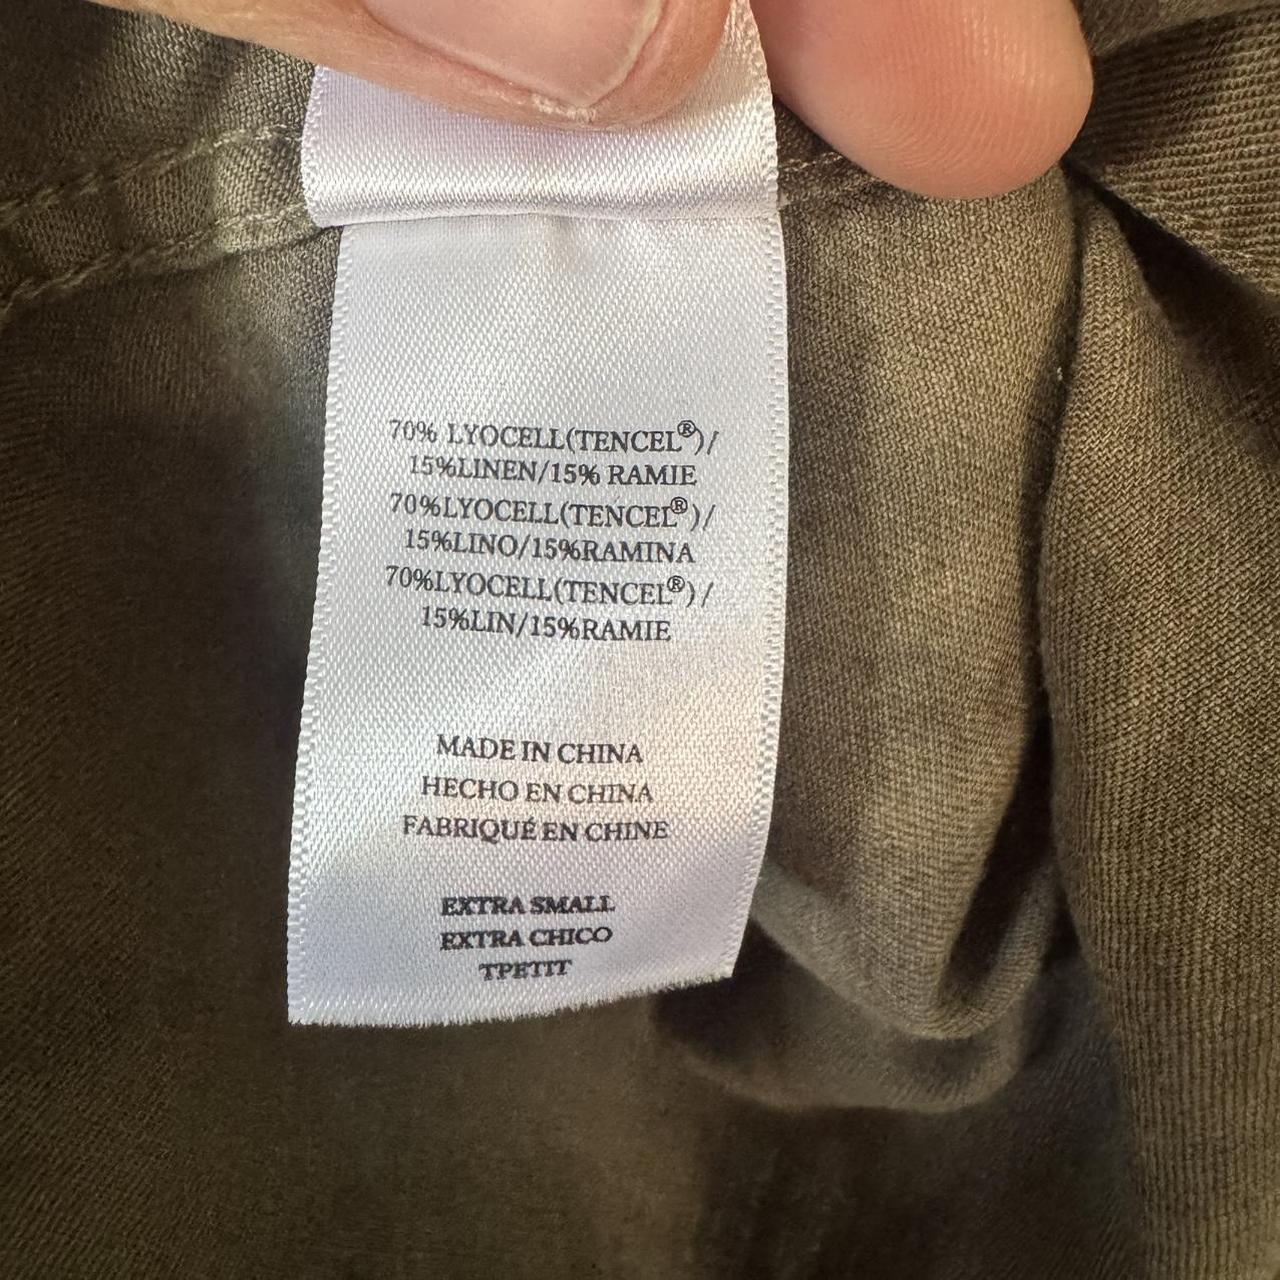 70% LYOCELL(TENCEL®)/
15%LINEN/15% RAMIE
70%LYOCELL(TENCEL®)/
15%LINO/15%RAMINA
70%LYOCELL(TENCEL®)/
15%LIN/15%RAMIE
MADE IN CHINA
HECHO EN CHINA
FABRIQUÉ EN CHINE
EXTRA SMALL
EXTRA CHICO
TPETIT